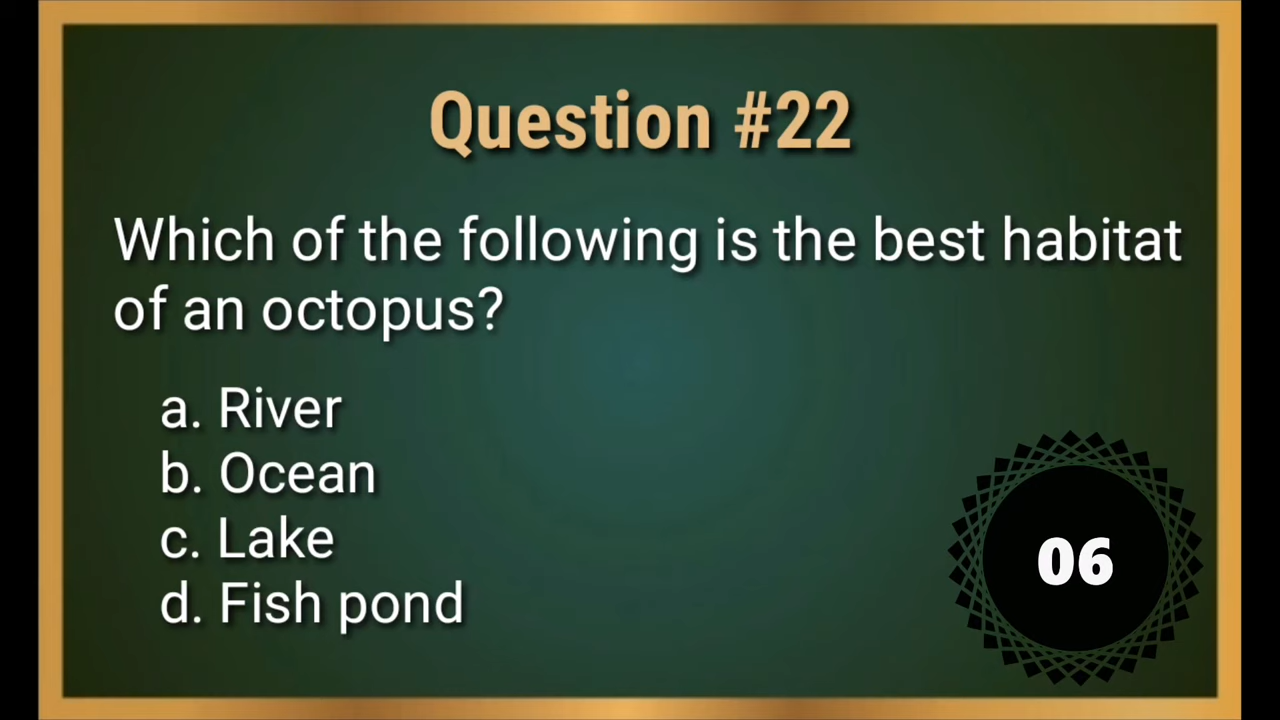 Question #22
Which of the following is the best habitat
of an octopus?
a. River
b. Ocean
c. Lake
d. Fish pond
06